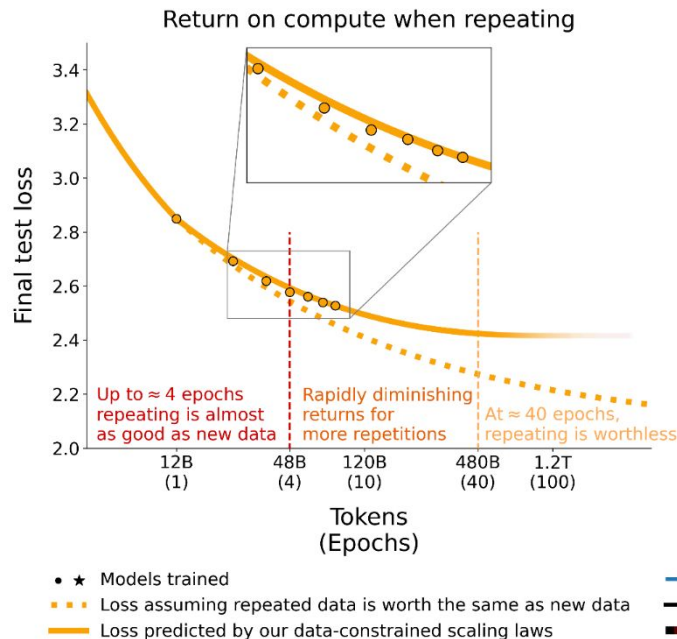 Return on compute when repeating
Final test loss
3.4
3.2
3.0
2.8
2.6
2.4
2.2
2.0
Up to ≈ 4 epochs
repeating is almost
as good as new data
Rapidly diminishing
returns for
more repetitions
At ≈ 40 epochs,
repeating is worthless
12B 48B 120B 480B 1.2T
(1) (4) (10) (40) (100)
Tokens
(Epochs)
Models trained
Loss assuming repeated data is worth the same as new data
Loss predicted by our data-constrained scaling laws